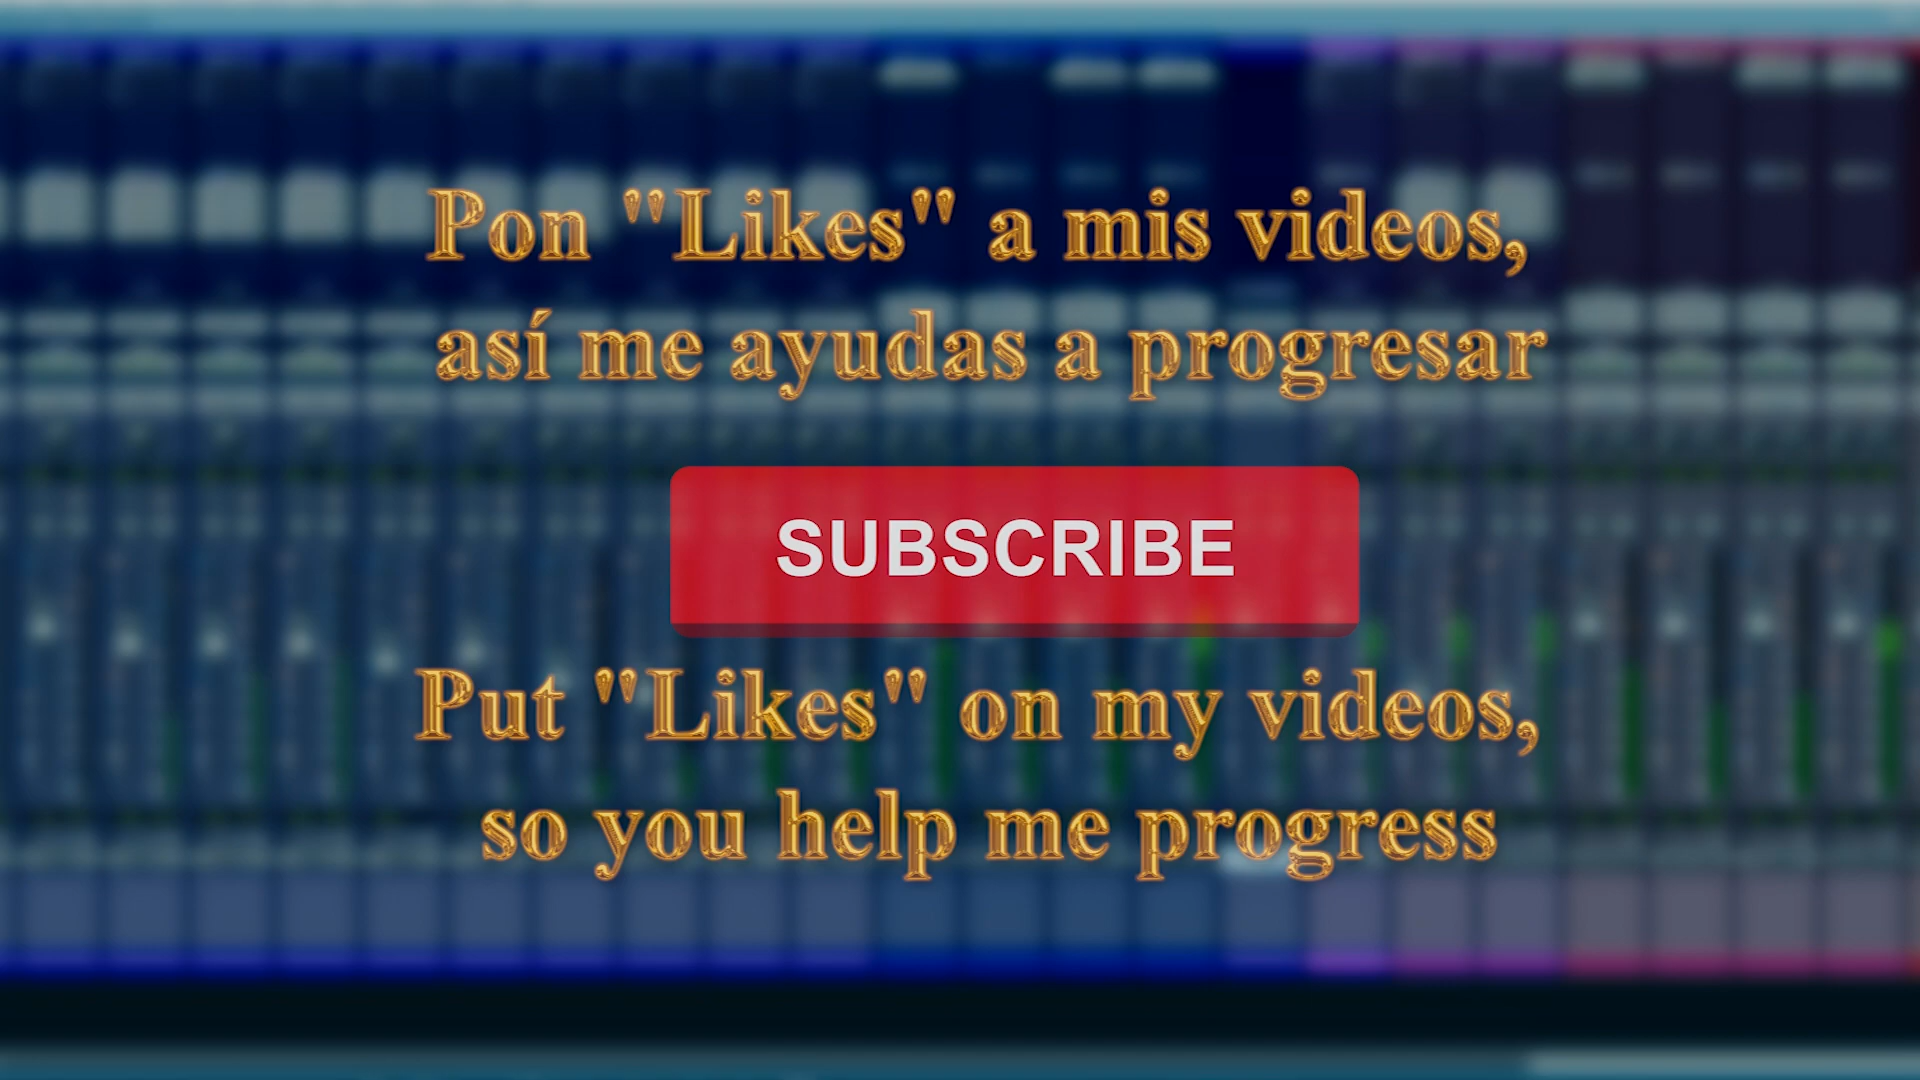 Pon "Likes" a mis videos,
así me ayudas a progresar
SUBSCRIBE
Put "Likes" on my videos,
so you help me progress